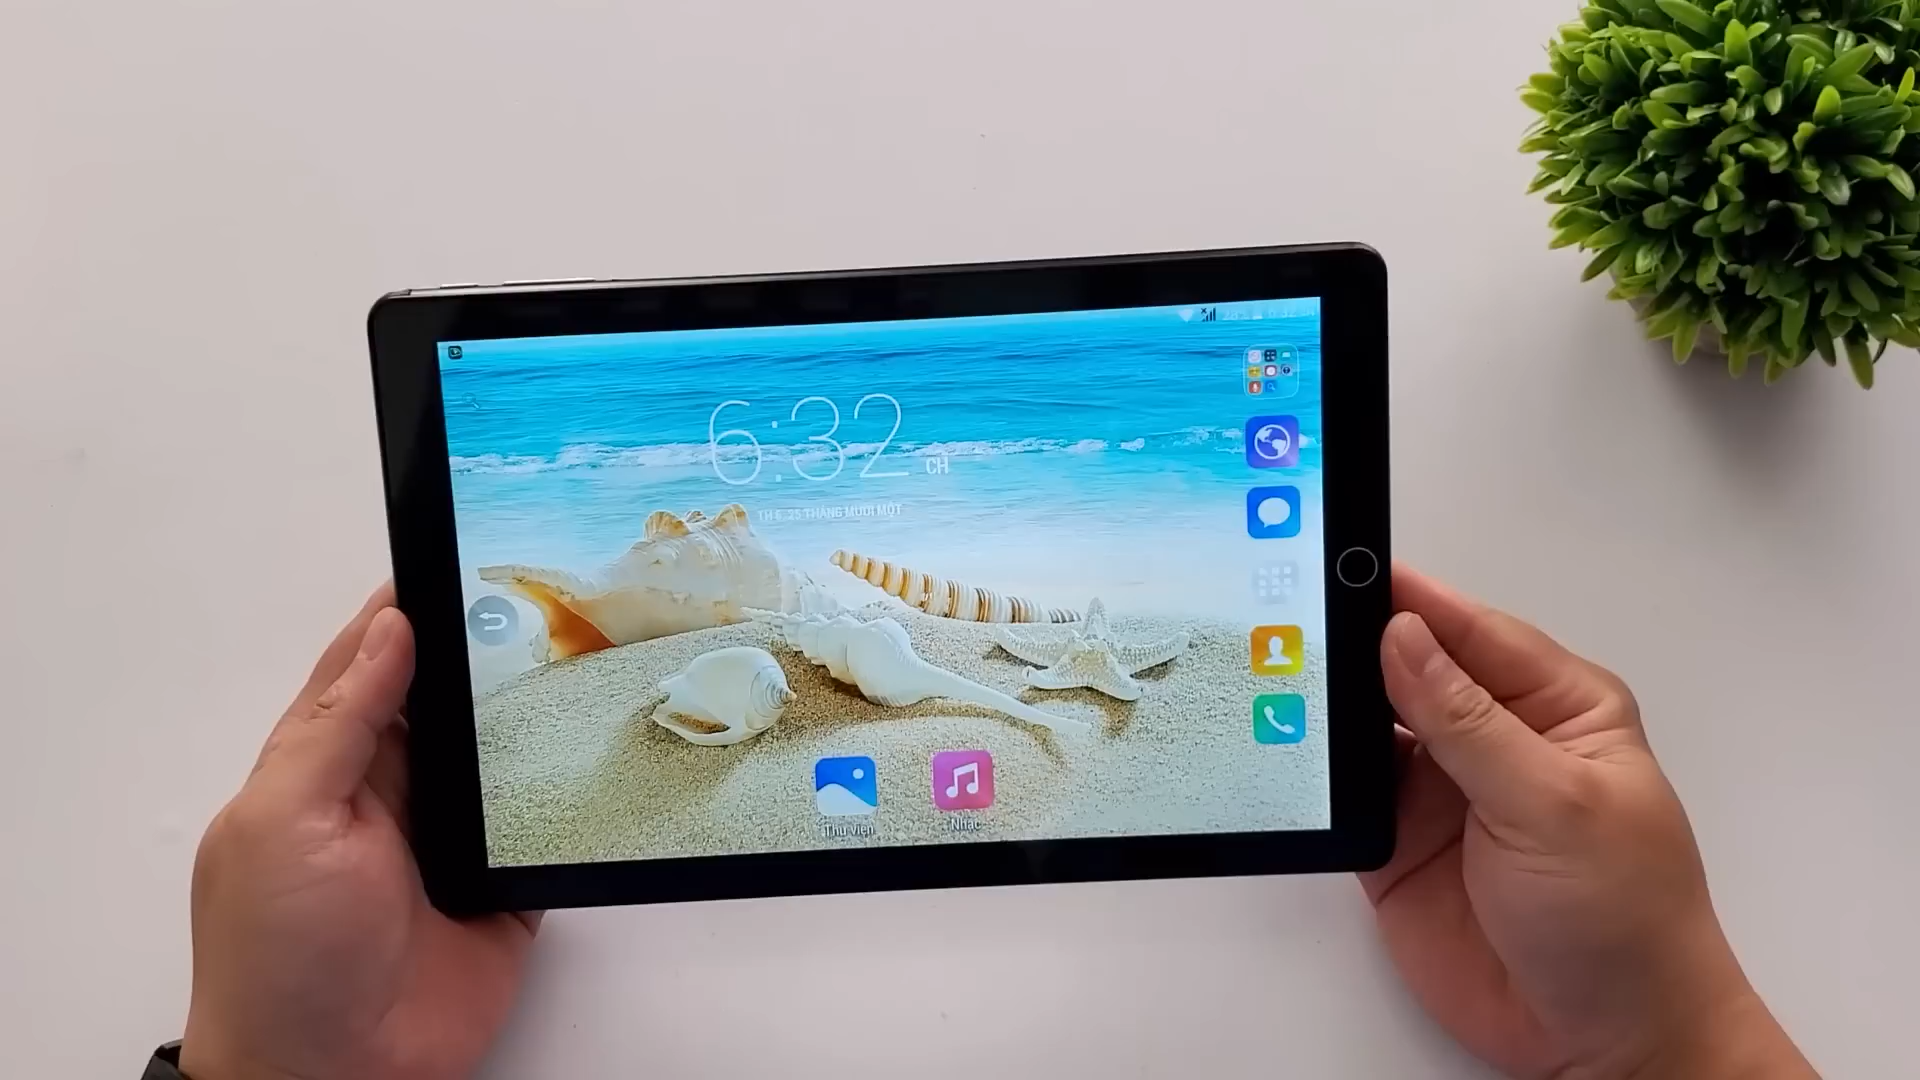 6:32 CH
TH 6, 25 THÁNG MƯỜI MỘT
Thư viện
Nhạc